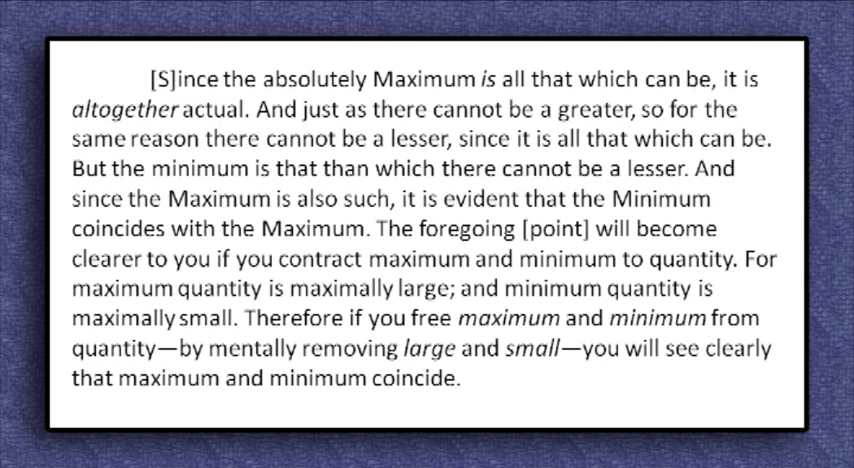 [S]ince the absolutely Maximum is all that which can be, it is
altogether actual. And just as there cannot be a greater, so for the
same reason there cannot be a lesser, since it is all that which can be.
But the minimum is that than which there cannot be a lesser. And
since the Maximum is also such, it is evident that the Minimum
coincides with the Maximum. The foregoing [point] will become
clearer to you if you contract maximum and minimum to quantity. For
maximum quantity is maximally large; and minimum quantity is
maximally small. Therefore if you free maximum and minimum from
quantity—by mentally removing large and small—you will see clearly
that maximum and minimum coincide.